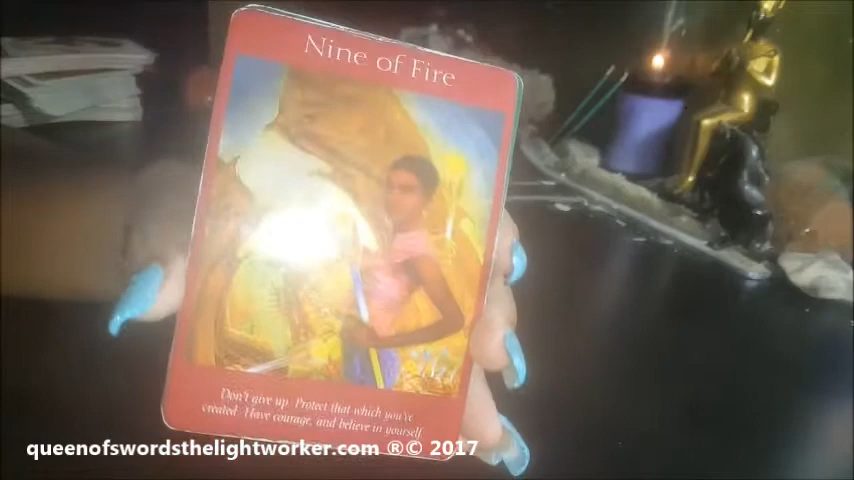 Nine of Fire
Don't give up · Protect that which you've
created · Have courage, and believe in yourself
queenofswordsthelightworker.com ®© 2017